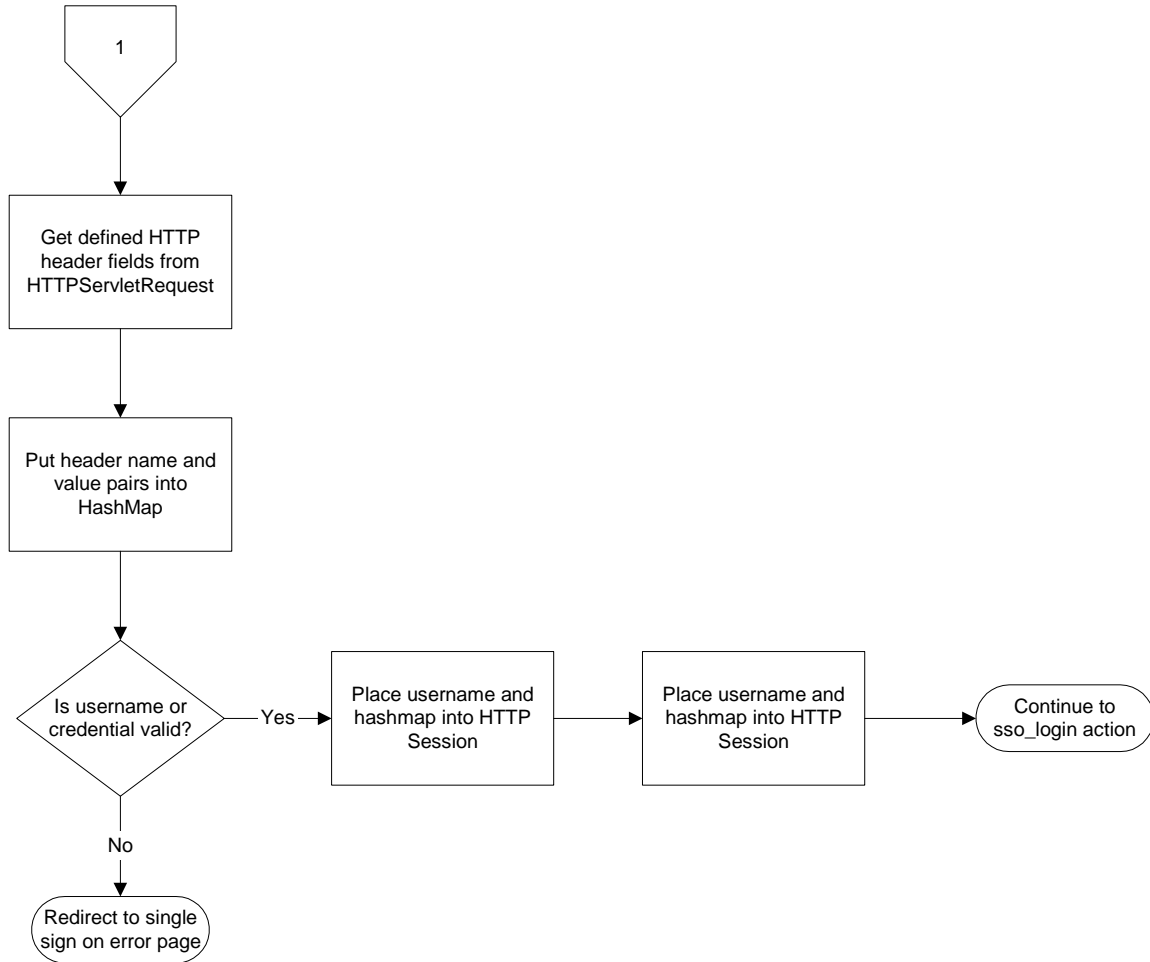 1
Get defined HTTP
header fields from
HTTPServletRequest
Put header name and
value pairs into
HashMap
Is username or
credential valid?
Yes
Place username and
hashmap into HTTP
Session
Place username and
hashmap into HTTP
Session
Continue to
sso_login action
No
Redirect to single
sign on error page